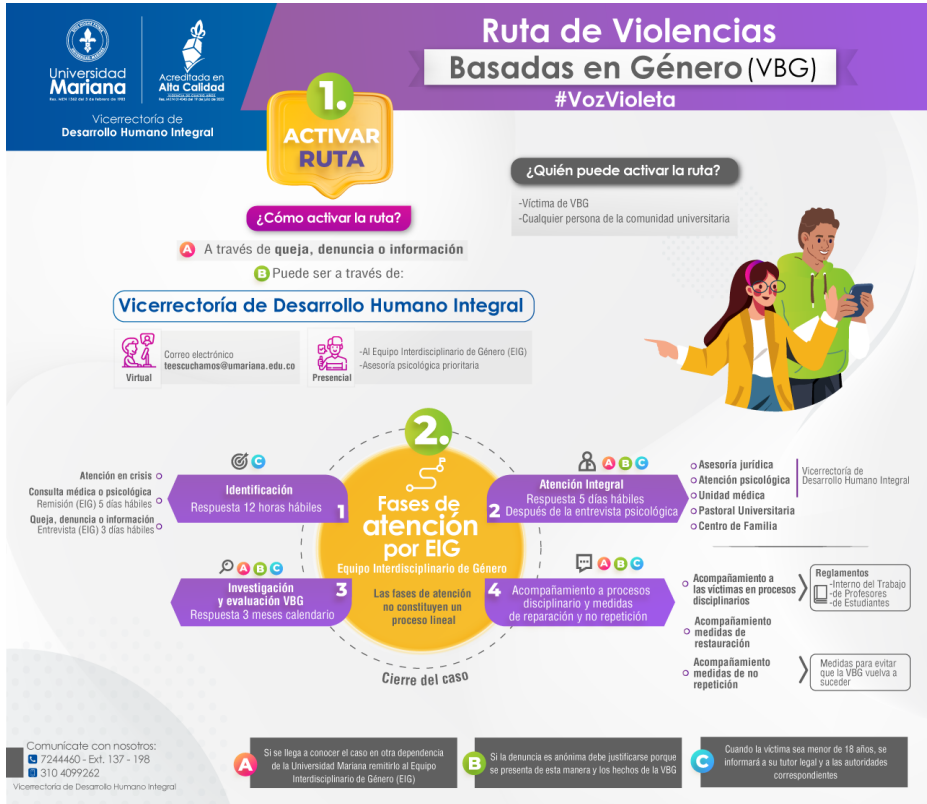 Universidad
Mariana
Res. MEN 1362 del 3 de febrero de 1983
Acreditada en
Alta Calidad
Vicerrectoría de
Desarrollo Humano Integral
Ruta de Violencias
Basadas en Género (VBG)
#VozVioleta
1.
ACTIVAR
RUTA
¿Quién puede activar la ruta?
-Víctima de VBG
-Cualquier persona de la comunidad universitaria
¿Cómo activar la ruta?
A A través de queja, denuncia o información
B Puede ser a través de:
Vicerrectoría de Desarrollo Humano Integral
Virtual
Correo electrónico
teescuchamos@umariana.edu.co
Presencial
-Al Equipo Interdisciplinario de Género (EIG)
-Asesoría psicológica prioritaria
2.
Fases de
atención
por EIG
Equipo Interdisciplinario de Género
Las fases de atención
no constituyen un
proceso lineal
Cierre del caso
C
Identificación
Respuesta 12 horas hábiles
1
Atención en crisis
Consulta médica o psicológica
Remisión (EIG) 5 días hábiles
Queja, denuncia o información
Entrevista (EIG) 3 días hábiles
A B C
Atención Integral
Respuesta 5 días hábiles
2 Después de la entrevista psicológica
Asesoría jurídica
Atención psicológica
Unidad médica
Pastoral Universitaria
Centro de Familia
Vicerrectoría de
Desarrollo Humano Integral
A B C
Investigación
y evaluación VBG
Respuesta 3 meses calendario
3
A B C
4
Acompañamiento a procesos
disciplinario y medidas
de reparación y no repetición
Acompañamiento a
las víctimas en procesos
disciplinarios
Reglamentos
-Interno del Trabajo
-de Profesores
-de Estudiantes
Acompañamiento
medidas de
restauración
Acompañamiento
medidas de no
repetición
Medidas para evitar
que la VBG vuelva a
suceder
Comunícate con nosotros:
7244460 - Ext. 137 - 198
310 4099262
Vicerrectoría de Desarrollo Humano Integral
A
Si se llega a conocer el caso en otra dependencia
de la Universidad Mariana remitirlo al Equipo
Interdisciplinario de Género (EIG)
B
Si la denuncia es anónima debe justificarse porque
se presenta de esta manera y los hechos de la VBG
C
Cuando la víctima sea menor de 18 años, se
informará a su tutor legal y a las autoridades
correspondientes